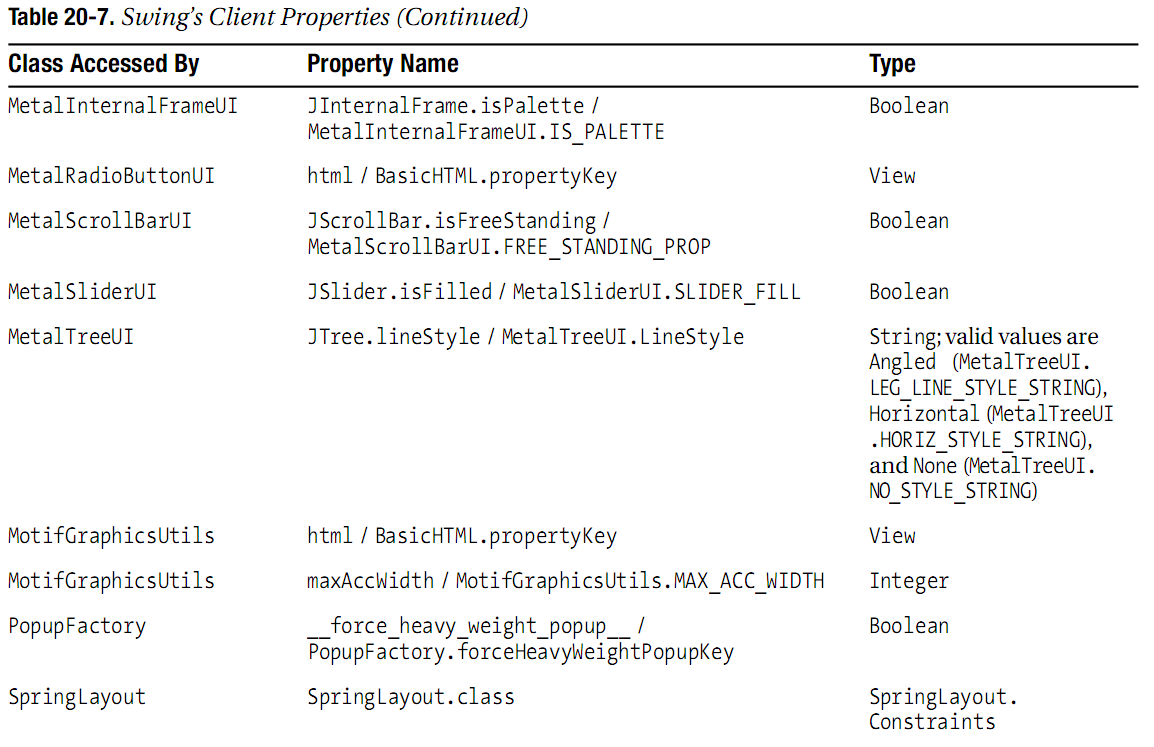 Table 20-7. Swing’s Client Properties (Continued)
Class Accessed By Property Name Type
MetalInternalFrameUI JInternalFrame.isPalette / Boolean
MetalInternalFrameUI.IS_PALETTE
MetalRadioButtonUI html / BasicHTML.propertyKey View
MetalScrollBarUI JScrollBar.isFreeStanding / Boolean
MetalScrollBarUI.FREE_STANDING_PROP
MetalSliderUI JSlider.isFilled / MetalSliderUI.SLIDER_FILL Boolean
MetalTreeUI JTree.lineStyle / MetalTreeUI.LineStyle String; valid values are
Angled (MetalTreeUI.
LEG_LINE_STYLE_STRING),
Horizontal (MetalTreeUI
.HORIZ_STYLE_STRING),
and None (MetalTreeUI.
NO_STYLE_STRING)
MotifGraphicsUtils html / BasicHTML.propertyKey View
MotifGraphicsUtils maxAccWidth / MotifGraphicsUtils.MAX_ACC_WIDTH Integer
PopupFactory __force_heavy_weight_popup__ / Boolean
PopupFactory.forceHeavyWeightPopupKey
SpringLayout SpringLayout.class SpringLayout.
Constraints